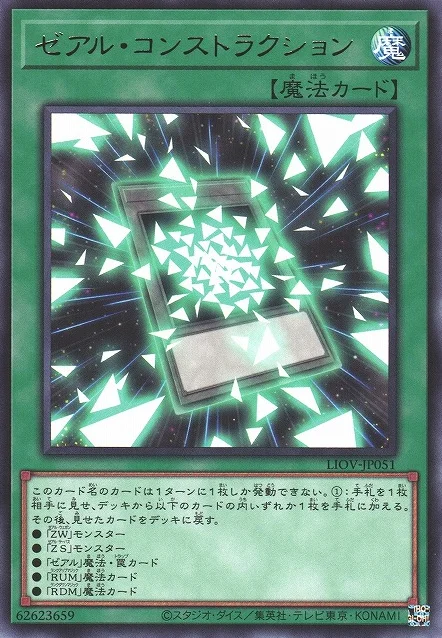 ゼアル・コンストラクション
魔
【魔法カード】
LIOV-JP051
このカード名のカードは1ターンに1枚しか発動できない。①:手札を1枚
相手に見せ、デッキから以下のカードの内いずれか1枚を手札に加える。
その後、見せたカードをデッキに戻す。
●「ZW」モンスター
●「ZS」モンスター
●「ゼアル」魔法・罠カード
●「RUM」魔法カード
●「RDM」魔法カード
62623659
©スタジオ・ダイス/集英社・テレビ東京・KONAMI